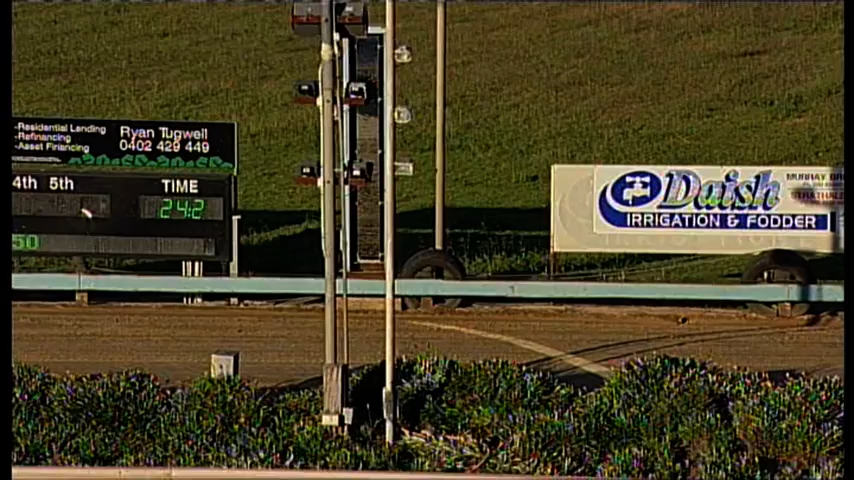 -Residential Lending
-Refinancing
-Asset Financing
Ryan Tugwell
0402 429 449
4th 5th
TIME
24:2
50
Daish
IRRIGATION & FODDER
MURRAY BR